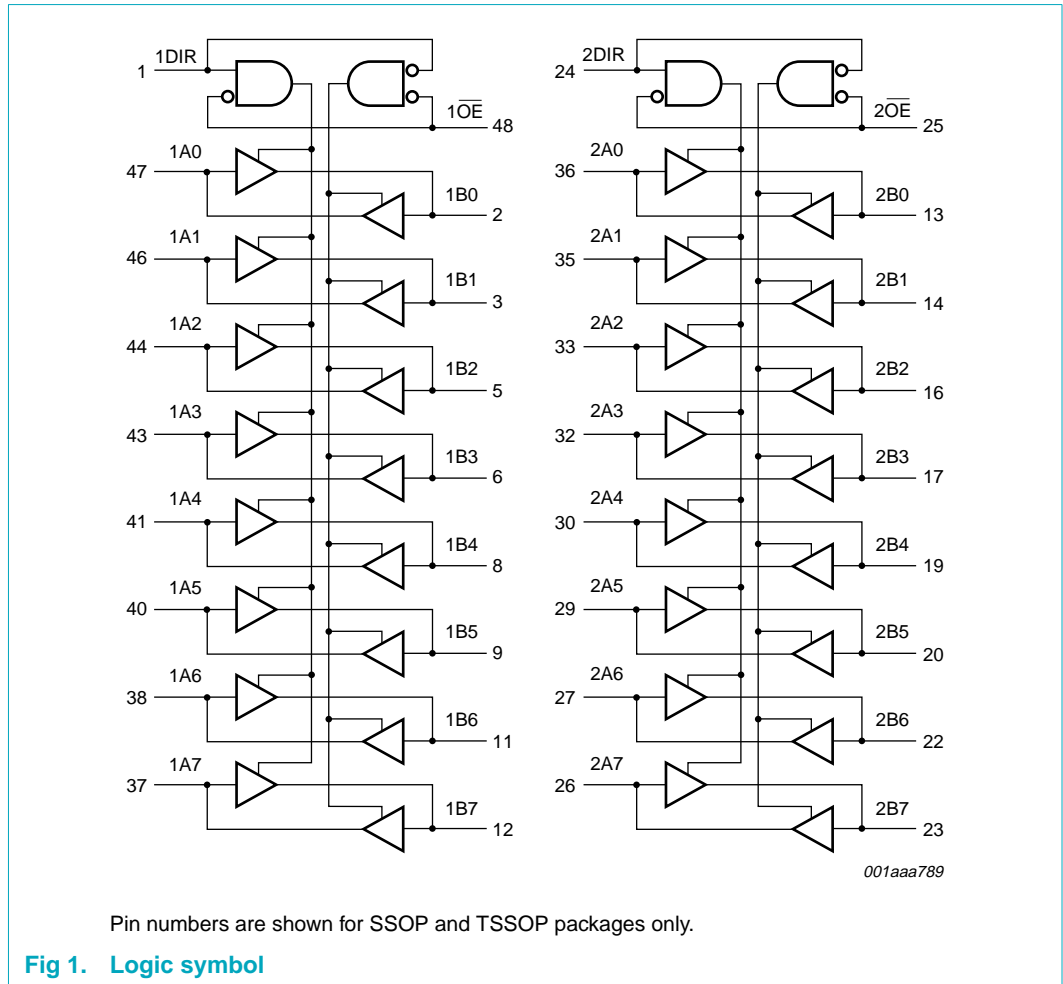 1DIR 2DIR
1 24
1OE 2OE
48 25
1A0 2A0
47 36
1B0 2B0
2 13
1A1 2A1
46 35
1B1 2B1
3 14
1A2 2A2
44 33
1B2 2B2
5 16
1A3 2A3
43 32
1B3 2B3
6 17
1A4 2A4
41 30
1B4 2B4
8 19
1A5 2A5
40 29
1B5 2B5
9 20
1A6 2A6
38 27
1B6 2B6
11 22
1A7 2A7
37 26
1B7 2B7
12 23
001aaa789
Pin numbers are shown for SSOP and TSSOP packages only.
Fig 1. Logic symbol